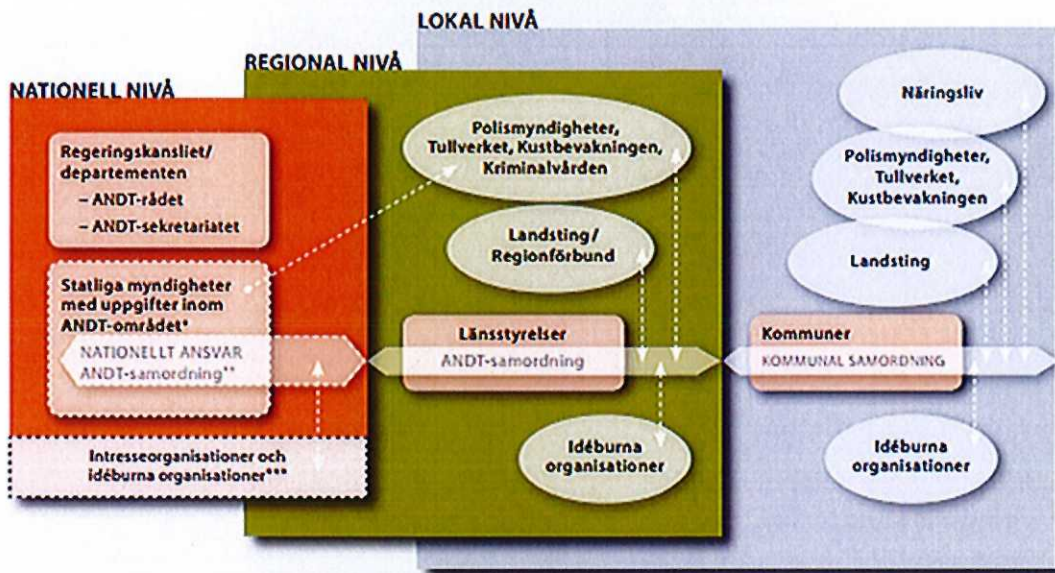 LOKAL NIVÅ
REGIONAL NIVÅ
NATIONELL NIVÅ
Regeringskansliet/
departementen
– ANDT-rådet
– ANDT-sekretariatet
Statliga myndigheter
med uppgifter inom
ANDT-området*
NATIONELLT ANSVAR
ANDT-samordning**
Intresseorganisationer och
idéburna organisationer***
Polismyndigheter,
Tullverket, Kustbevakningen,
Kriminalvården
Landsting/
Regionförbund
Länsstyrelser
ANDT-samordning
Idéburna
organisationer
Näringsliv
Polismyndigheter,
Tullverket,
Kustbevakningen
Landsting
Kommuner
KOMMUNAL SAMORDNING
Idéburna
organisationer